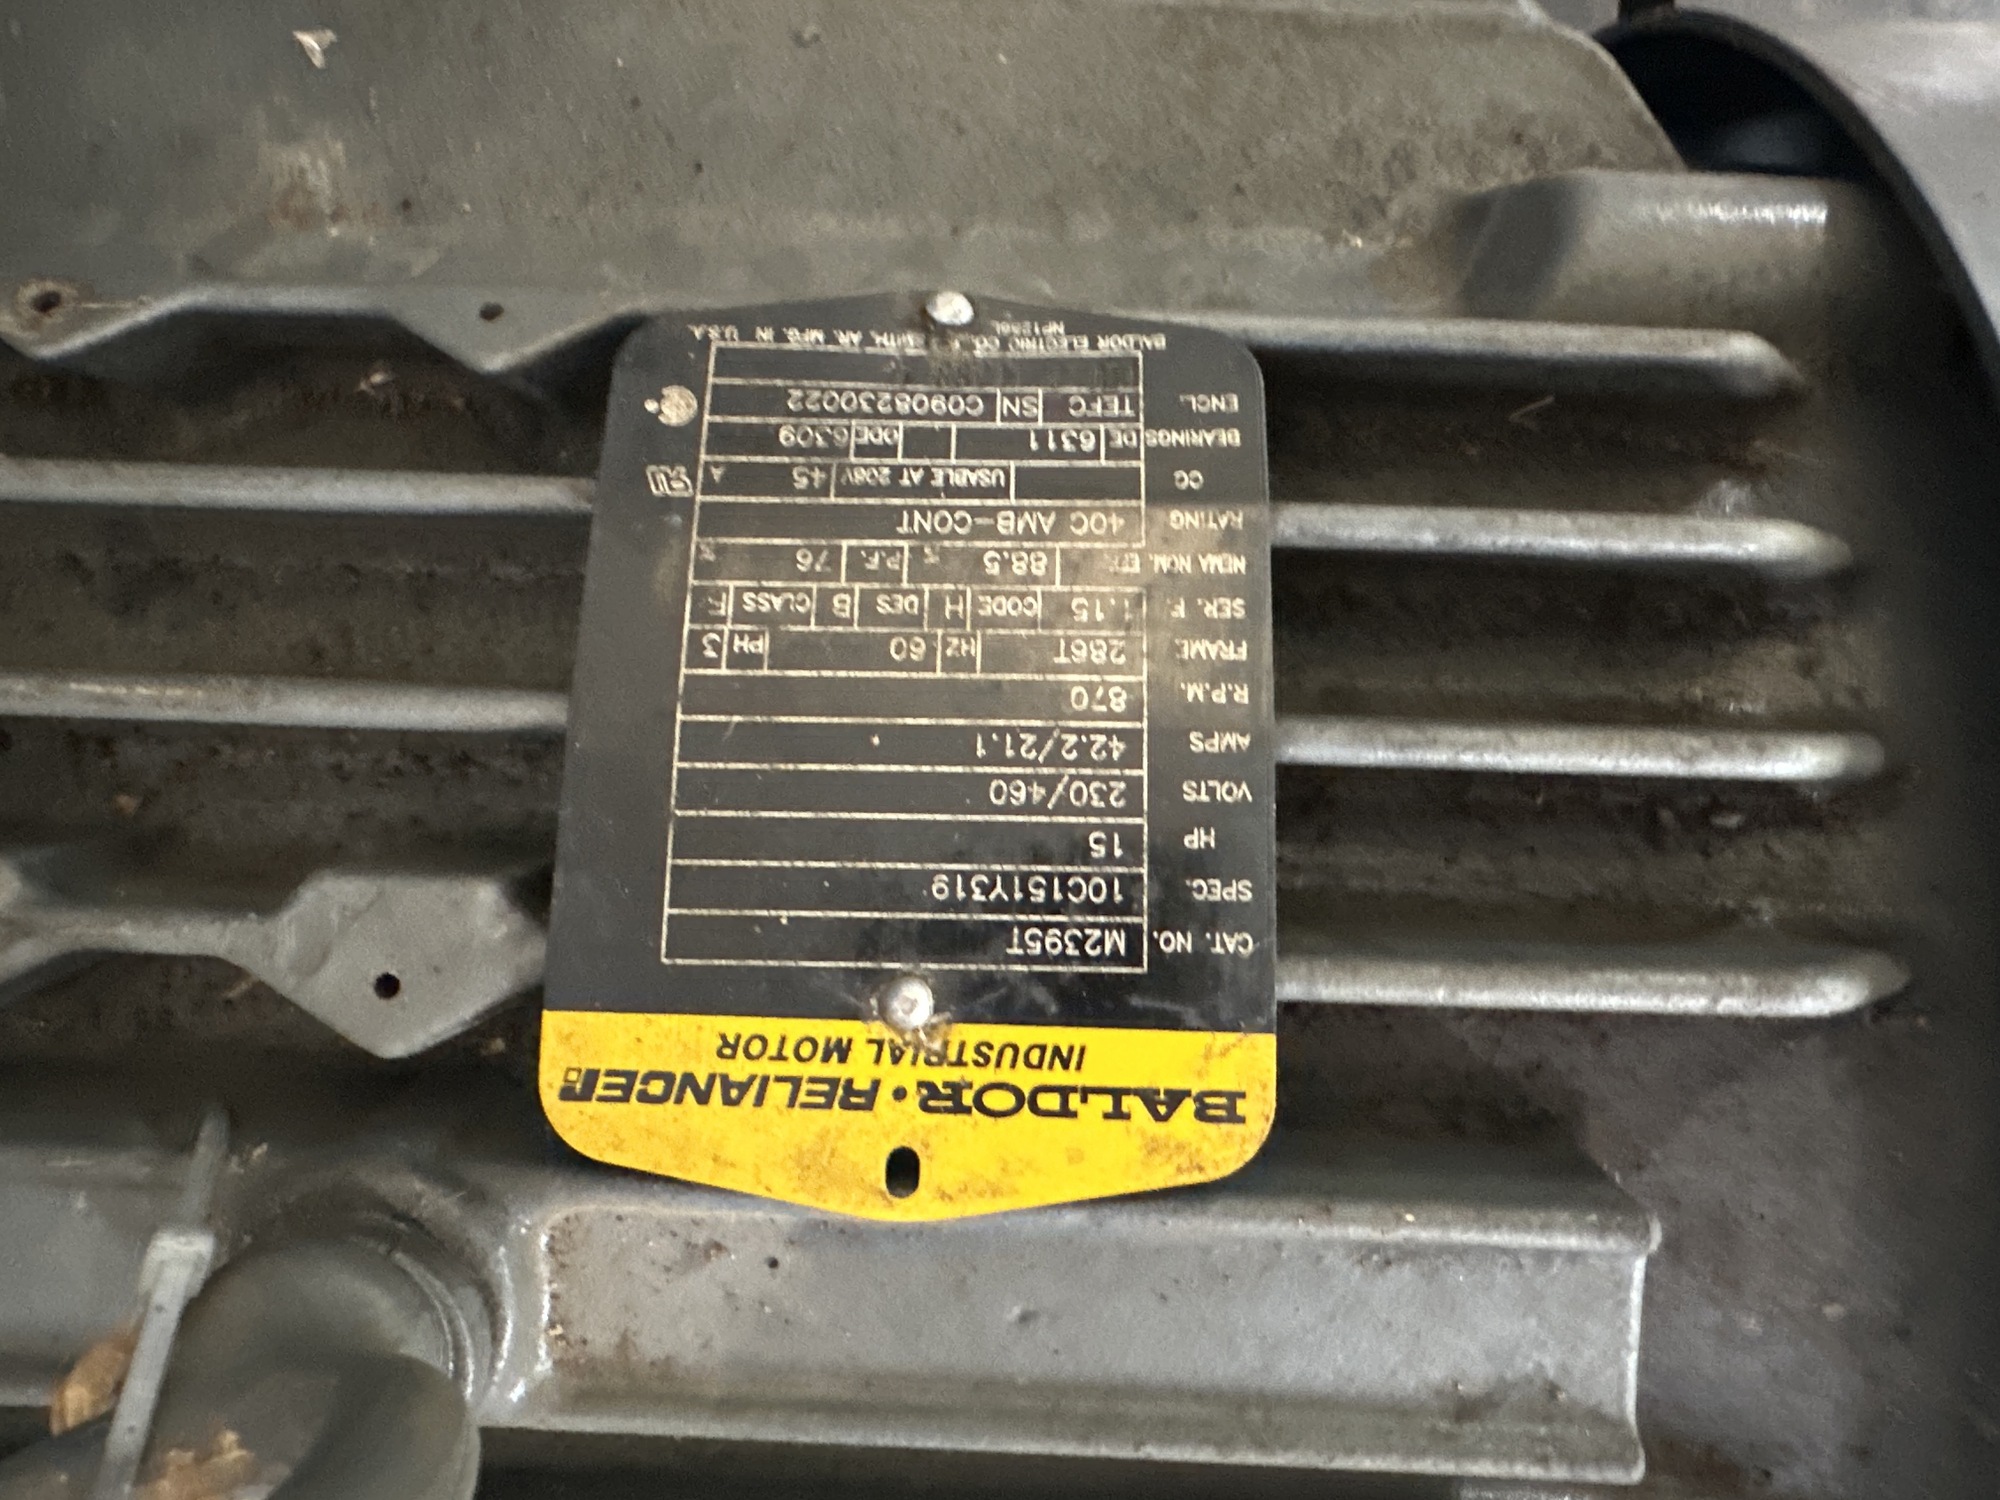 BALDOR • RELIANCER
INDUSTRIAL MOTOR
CAT. NO. M2395T
SPEC. 10C151Y319
HP 15
VOLTS 230/460
AMPS 42.2/21.1
R.P.M. 870
FRAME 286T HZ 60 PH 3
SER. F. 1.15 CODE H DES B CLASS F
NEMA NOM. EFF. 88.5 % P.F. 76 %
RATING 40C AMB-CONT
CC USABLE AT 208V 45 A
BEARINGS DE 6311 ODE 6309
ENCL. TEFC SN C0908230022
BALDOR ELECTRIC CO. SMITH, AR. MFG. IN U.S.A.